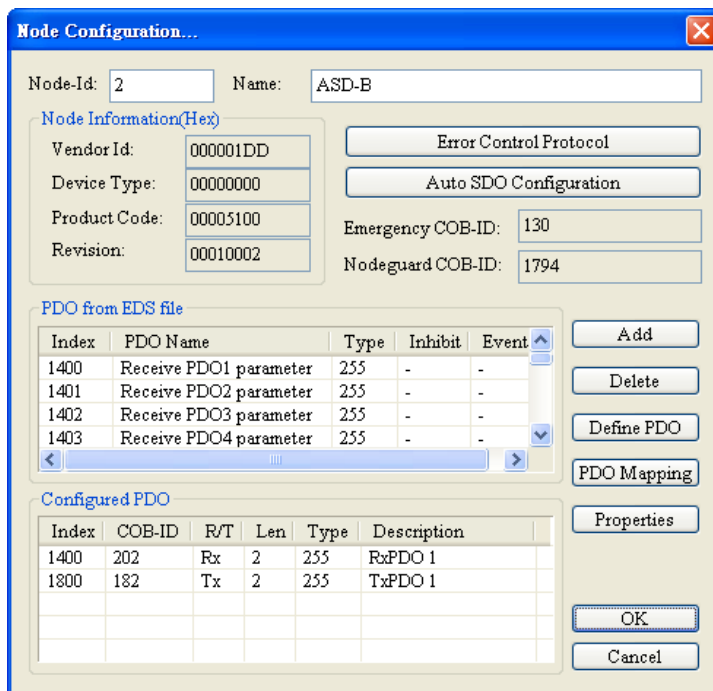 Node Configuration...
Node-Id: 2 Name: ASD-B
Node Information(Hex)
Vendor Id: 000001DD
Device Type: 00000000
Product Code: 00005100
Revision: 00010002
Error Control Protocol
Auto SDO Configuration
Emergency COB-ID: 130
Nodeguard COB-ID: 1794
PDO from EDS file
Index PDO Name Type Inhibit Event
1400 Receive PDO1 parameter 255 - -
1401 Receive PDO2 parameter 255 - -
1402 Receive PDO3 parameter 255 - -
1403 Receive PDO4 parameter 255 - -
Add
Delete
Define PDO
PDO Mapping
Properties
Configured PDO
Index COB-ID R/T Len Type Description
1400 202 Rx 2 255 RxPDO 1
1800 182 Tx 2 255 TxPDO 1
OK
Cancel